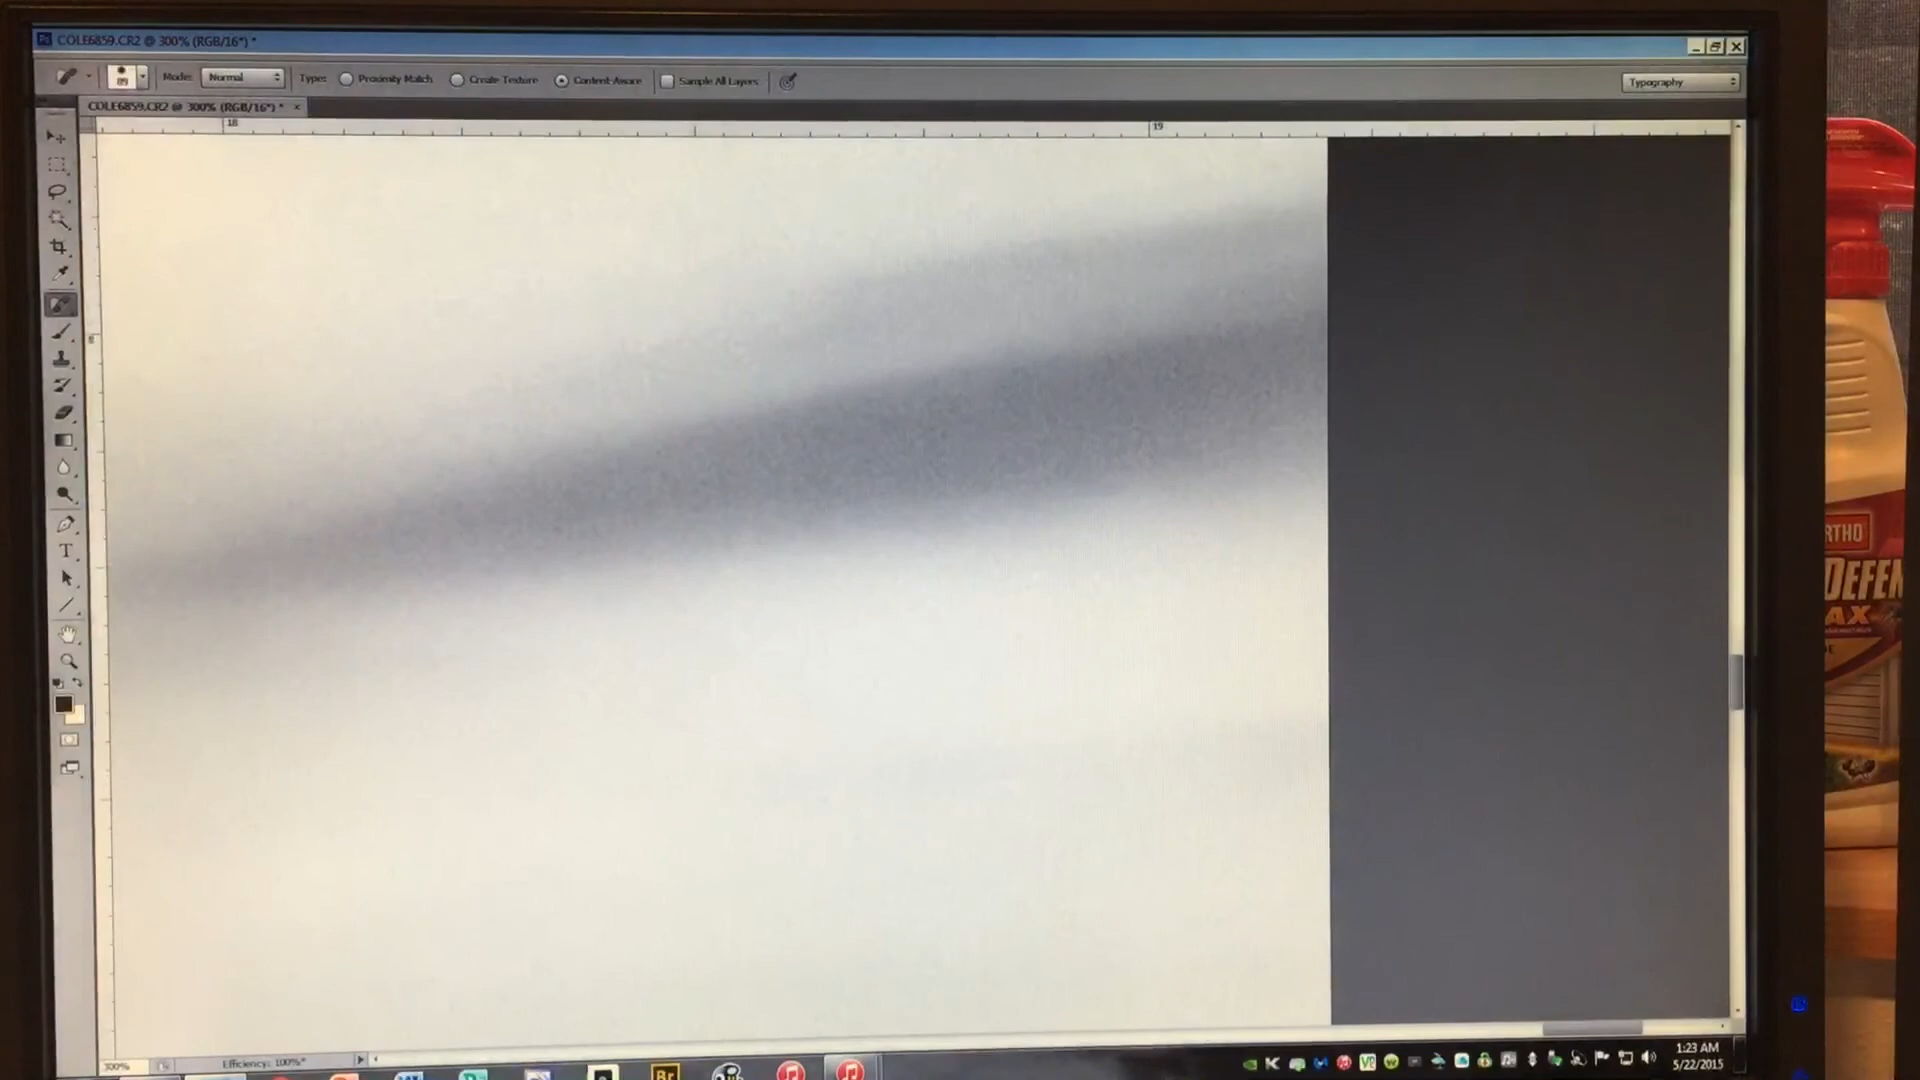 COLE6859.CR2 @ 300% (RGB/16*) *
89 Mode: Normal Type: Proximity Match Create Texture Content-Aware Sample All Layers Typography
COLE6859.CR2 @ 300% (RGB/16*) * ×
18 19
T
RTHO
DEFEN
AX
300% Efficiency: 100%*
Br
1:23 AM
5/22/2015